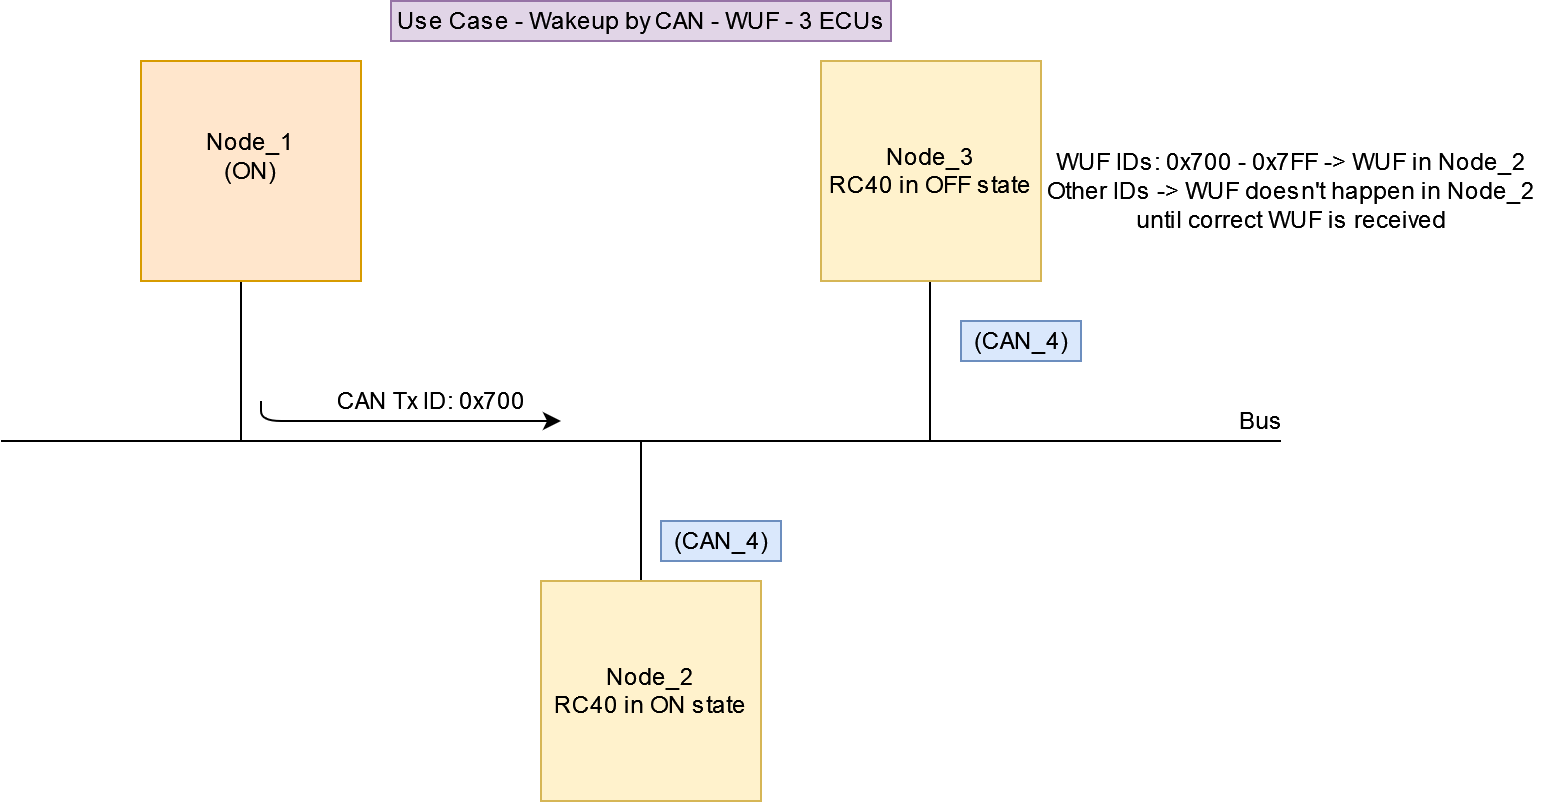 Use Case - Wakeup by CAN - WUF - 3 ECUs
Node_1
(ON)
Node_3
RC40 in OFF state
WUF IDs: 0x700 - 0x7FF -> WUF in Node_2
Other IDs -> WUF doesn't happen in Node_2
until correct WUF is received
(CAN_4)
CAN Tx ID: 0x700
Bus
(CAN_4)
Node_2
RC40 in ON state